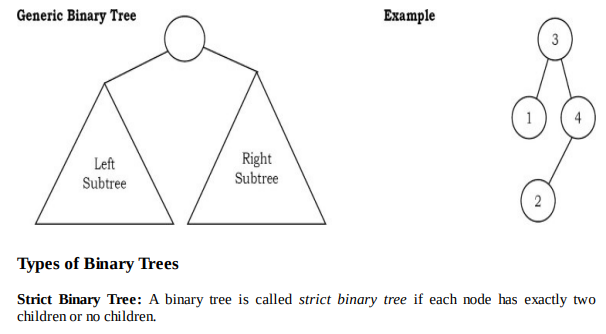 Generic Binary Tree
Example
3
1
4
Left
Subtree
Right
Subtree
2
Types of Binary Trees
Strict Binary Tree: A binary tree is called strict binary tree if each node has exactly two
children or no children.